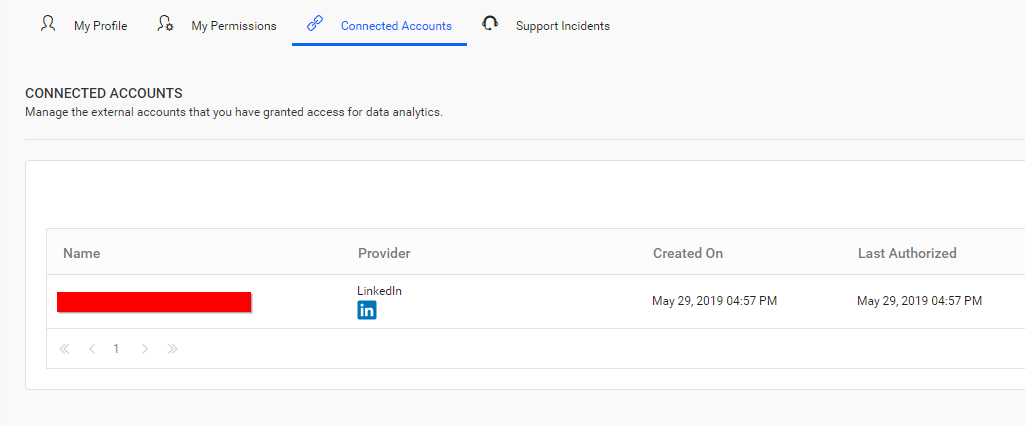 My Profile My Permissions Connected Accounts Support Incidents
CONNECTED ACCOUNTS
Manage the external accounts that you have granted access for data analytics.
Name Provider Created On Last Authorized
LinkedIn
in
May 29, 2019 04:57 PM May 29, 2019 04:57 PM
1